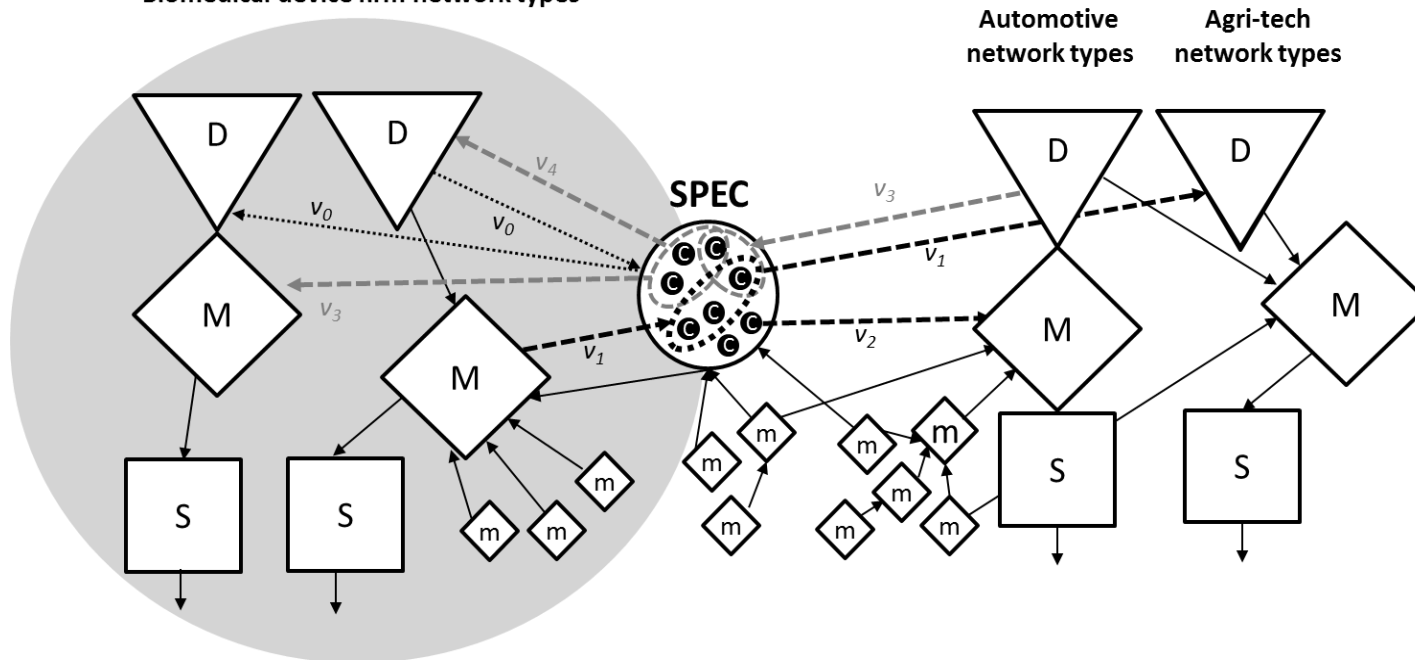 Biomedical device firm network types
Automotive
network types
Agri-tech
network types
D
D
D
D
v4
v3
SPEC
v0
v0
v1
c
c
c
c
c
c
c
c
M
M
v3
v2
M
v1
M
m
m
m
m
S
S
m
m
m
S
S
m
m
m
m